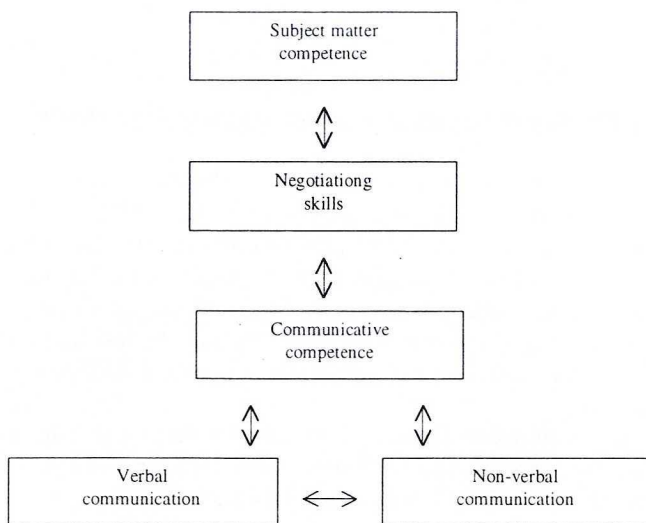 Subject matter
competence
Negotiationg
skills
Communicative
competence
Verbal
communication
Non-verbal
communication